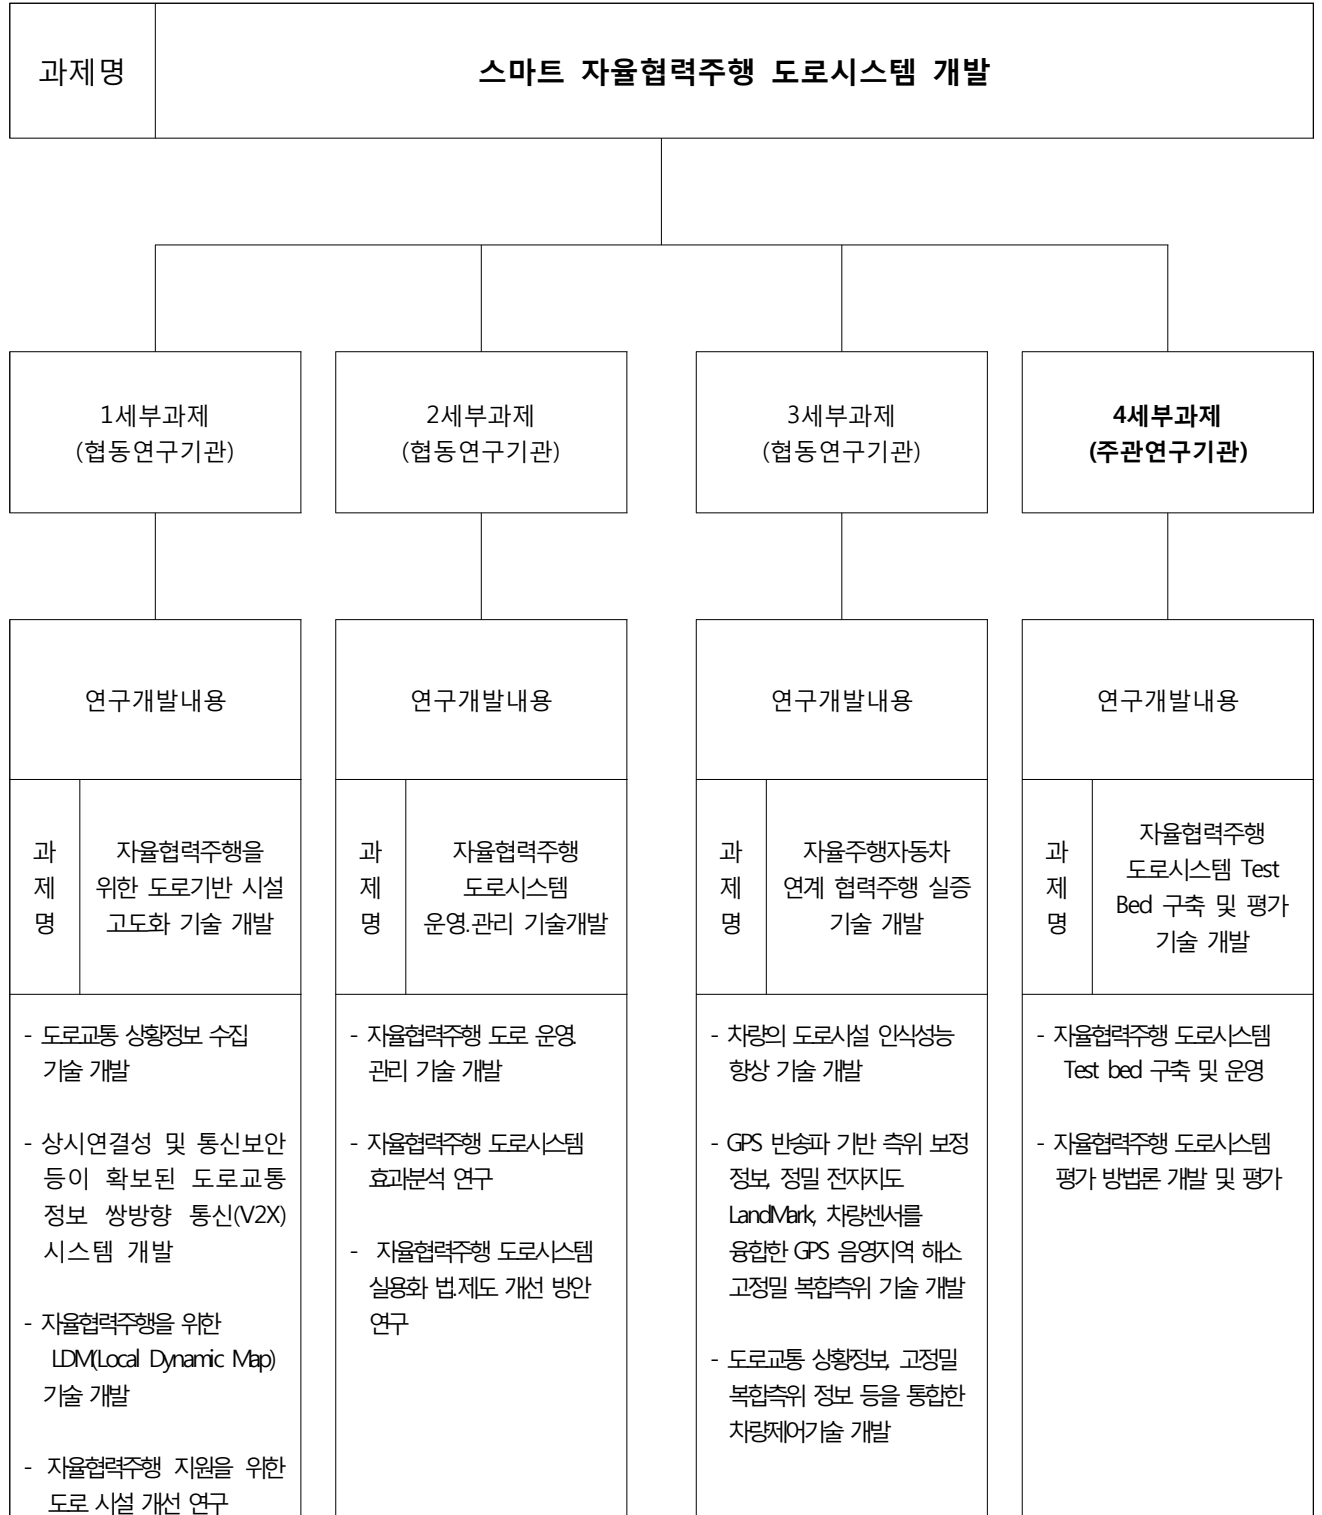 과제명
스마트 자율협력주행 도로시스템 개발
1세부과제
(협동연구기관)
2세부과제
(협동연구기관)
3세부과제
(협동연구기관)
4세부과제
(주관연구기관)
연구개발내용
연구개발내용
연구개발내용
연구개발내용
과
제
명
자율협력주행을
위한 도로기반 시설
고도화 기술 개발
과
제
명
자율협력주행
도로시스템
운영.관리 기술개발
과
제
명
자율주행자동차
연계 협력주행 실증
기술 개발
과
제
명
자율협력주행
도로시스템 Test
Bed 구축 및 평가
기술 개발
- 도로교통 상황정보 수집
기술 개발
- 상시연결성 및 통신보안
등이 확보된 도로교통
정보 쌍방향 통신(V2X)
시스템 개발
- 자율협력주행을 위한
LDM(Local Dynamic Map)
기술 개발
- 자율협력주행 지원을 위한
도로 시설 개선 연구
- 자율협력주행 도로 운영.
관리 기술 개발
- 자율협력주행 도로시스템
효과분석 연구
- 자율협력주행 도로시스템
실용화 법.제도 개선 방안
연구
- 차량의 도로시설 인식성능
향상 기술 개발
- GPS 반송파 기반 측위 보정
정보, 정밀 전자지도
LandMark, 차량센서를
융합한 GPS 음영지역 해소
고정밀 복합측위 기술 개발
- 도로교통 상황정보, 고정밀
복합측위 정보 등을 통합한
차량제어기술 개발
- 자율협력주행 도로시스템
Test bed 구축 및 운영
- 자율협력주행 도로시스템
평가 방법론 개발 및 평가